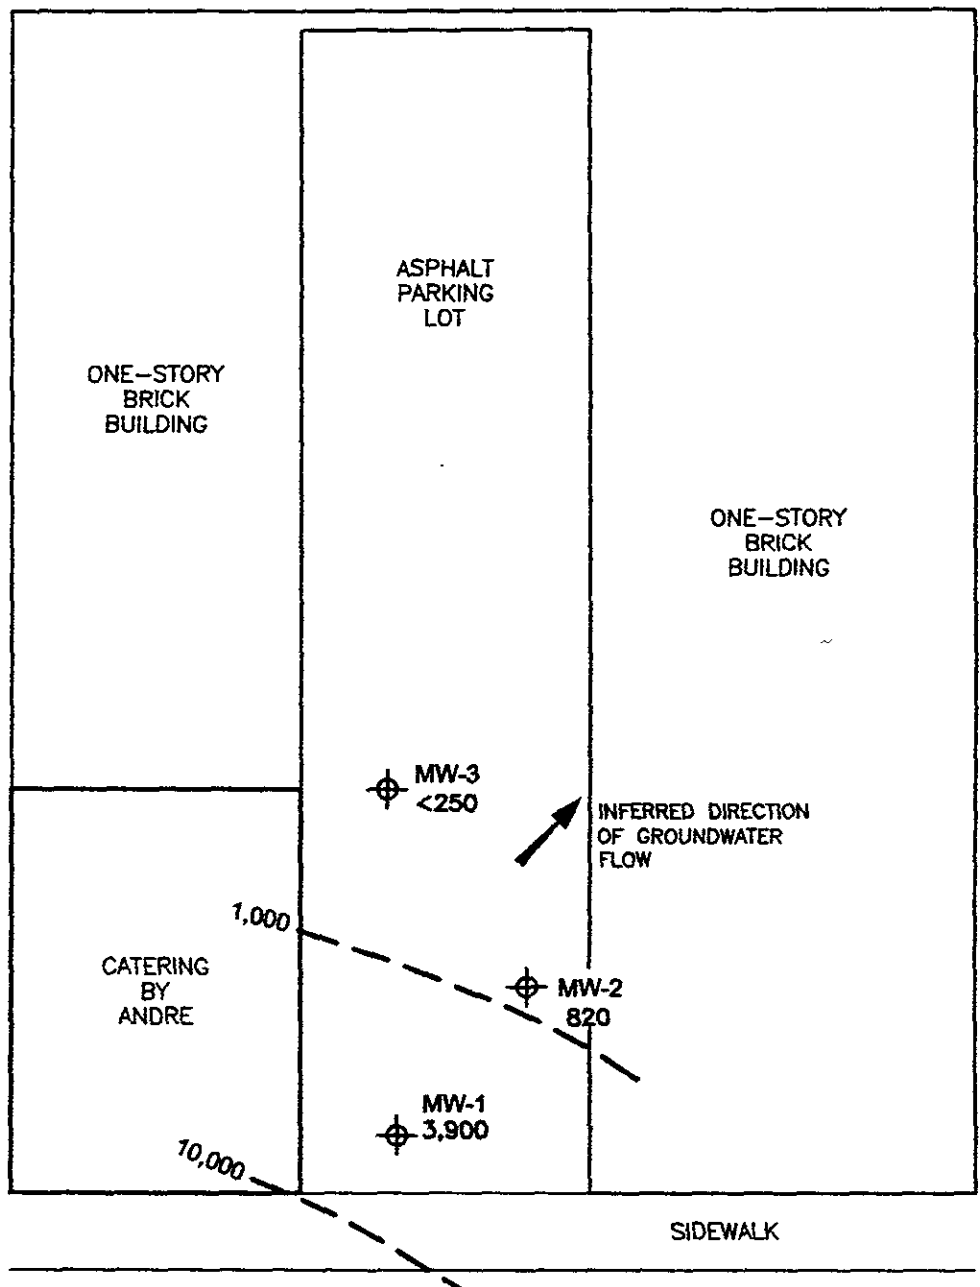 ASPHALT
PARKING
LOT
ONE-STORY
BRICK
BUILDING
ONE-STORY
BRICK
BUILDING
MW-3
<250
INFERRED DIRECTION
OF GROUNDWATER
FLOW
1,000
CATERING
BY
ANDRE
MW-2
820
MW-1
3,900
10,000
SIDEWALK